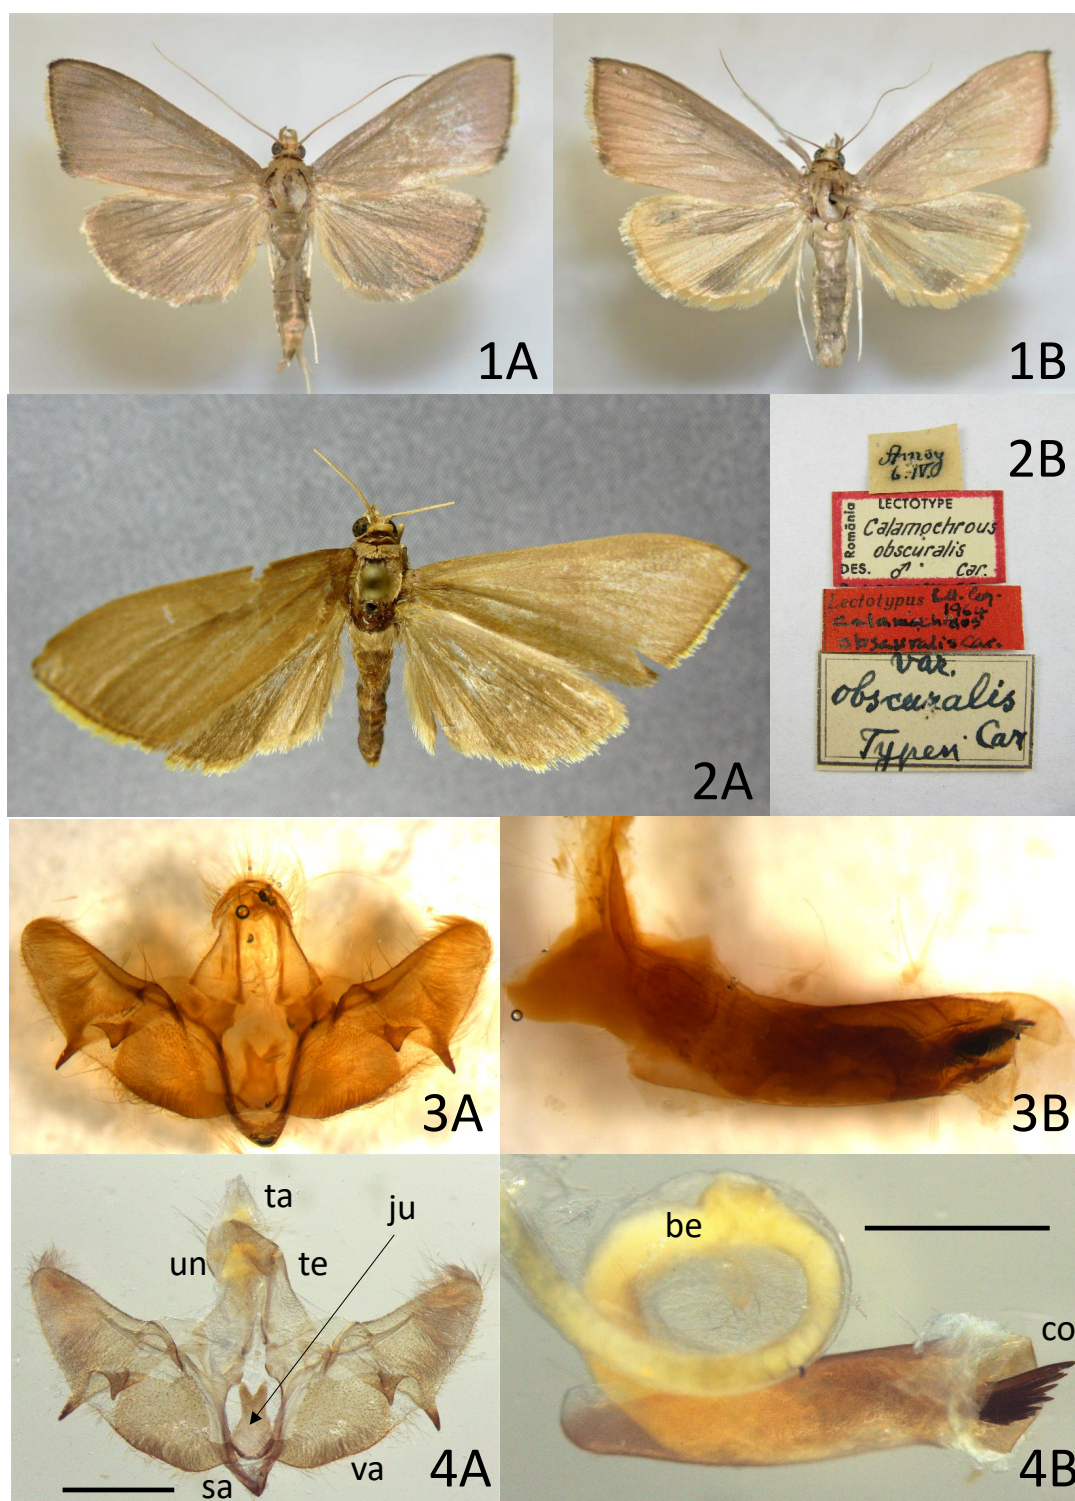 1A
1B
2A
2B
Amoy
6.IV.
LECTOTYPE
România
Calamochrous
obscuralis
DES. ♂ Car.
Lectotypus
1964
obscuralis Car.
Var.
obscuralis
Typen Car
3A
3B
ta
ju
un
te
sa
va
4A
be
co
4B